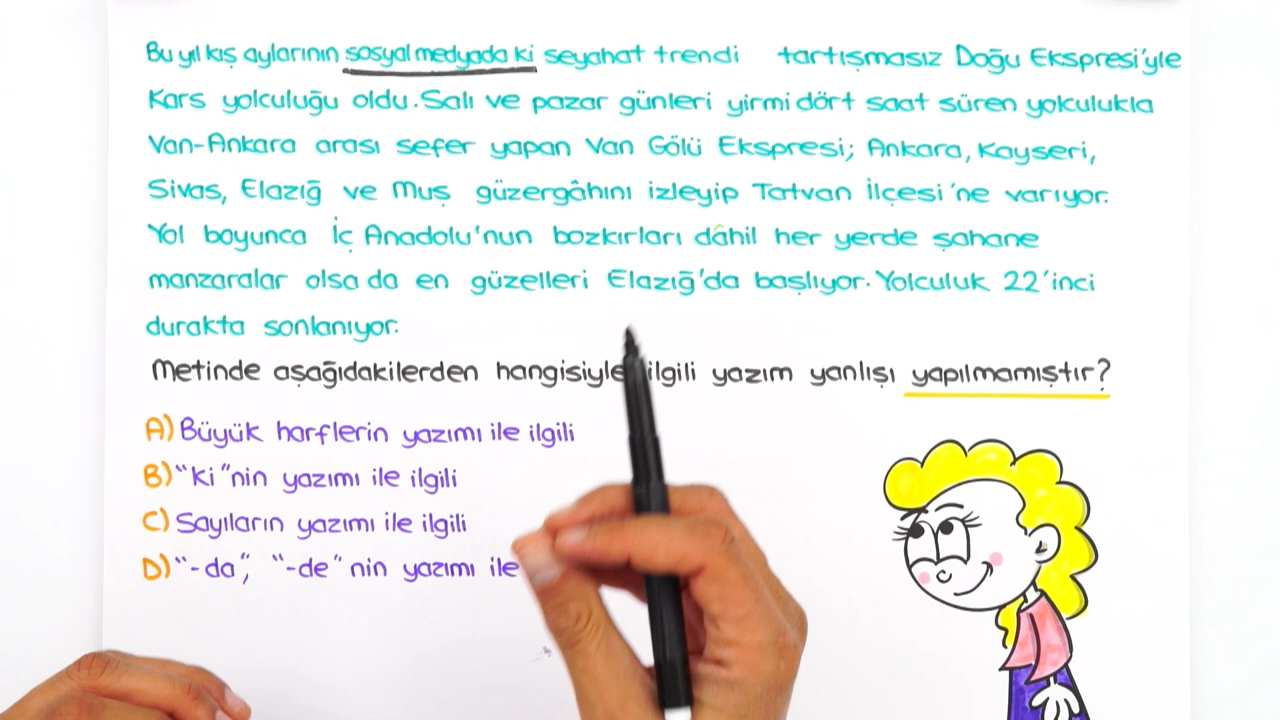 Bu yıl kış aylarının sosyal medyada ki seyahat trendi tartışmasız Doğu Ekspresi'yle
Kars yolculuğu oldu. Salı ve pazar günleri yirmi dört saat süren yolculukla
Van-Ankara arası sefer yapan Van Gölü Ekspresi; Ankara, Kayseri,
Sivas, Elazığ ve Muş güzergâhını izleyip Tatvan İlçesi'ne varıyor.
Yol boyunca İç Anadolu'nun bozkırları dâhil her yerde şahane
manzaralar olsa da en güzelleri Elazığ'da başlıyor. Yolculuk 22'inci
durakta sonlanıyor.
Metinde aşağıdakilerden hangisiyle ilgili yazım yanlışı yapılmamıştır?
A) Büyük harflerin yazımı ile ilgili
B) "Ki"nin yazımı ile ilgili
C) Sayıların yazımı ile ilgili
D) "-da", "-de" nin yazımı ile